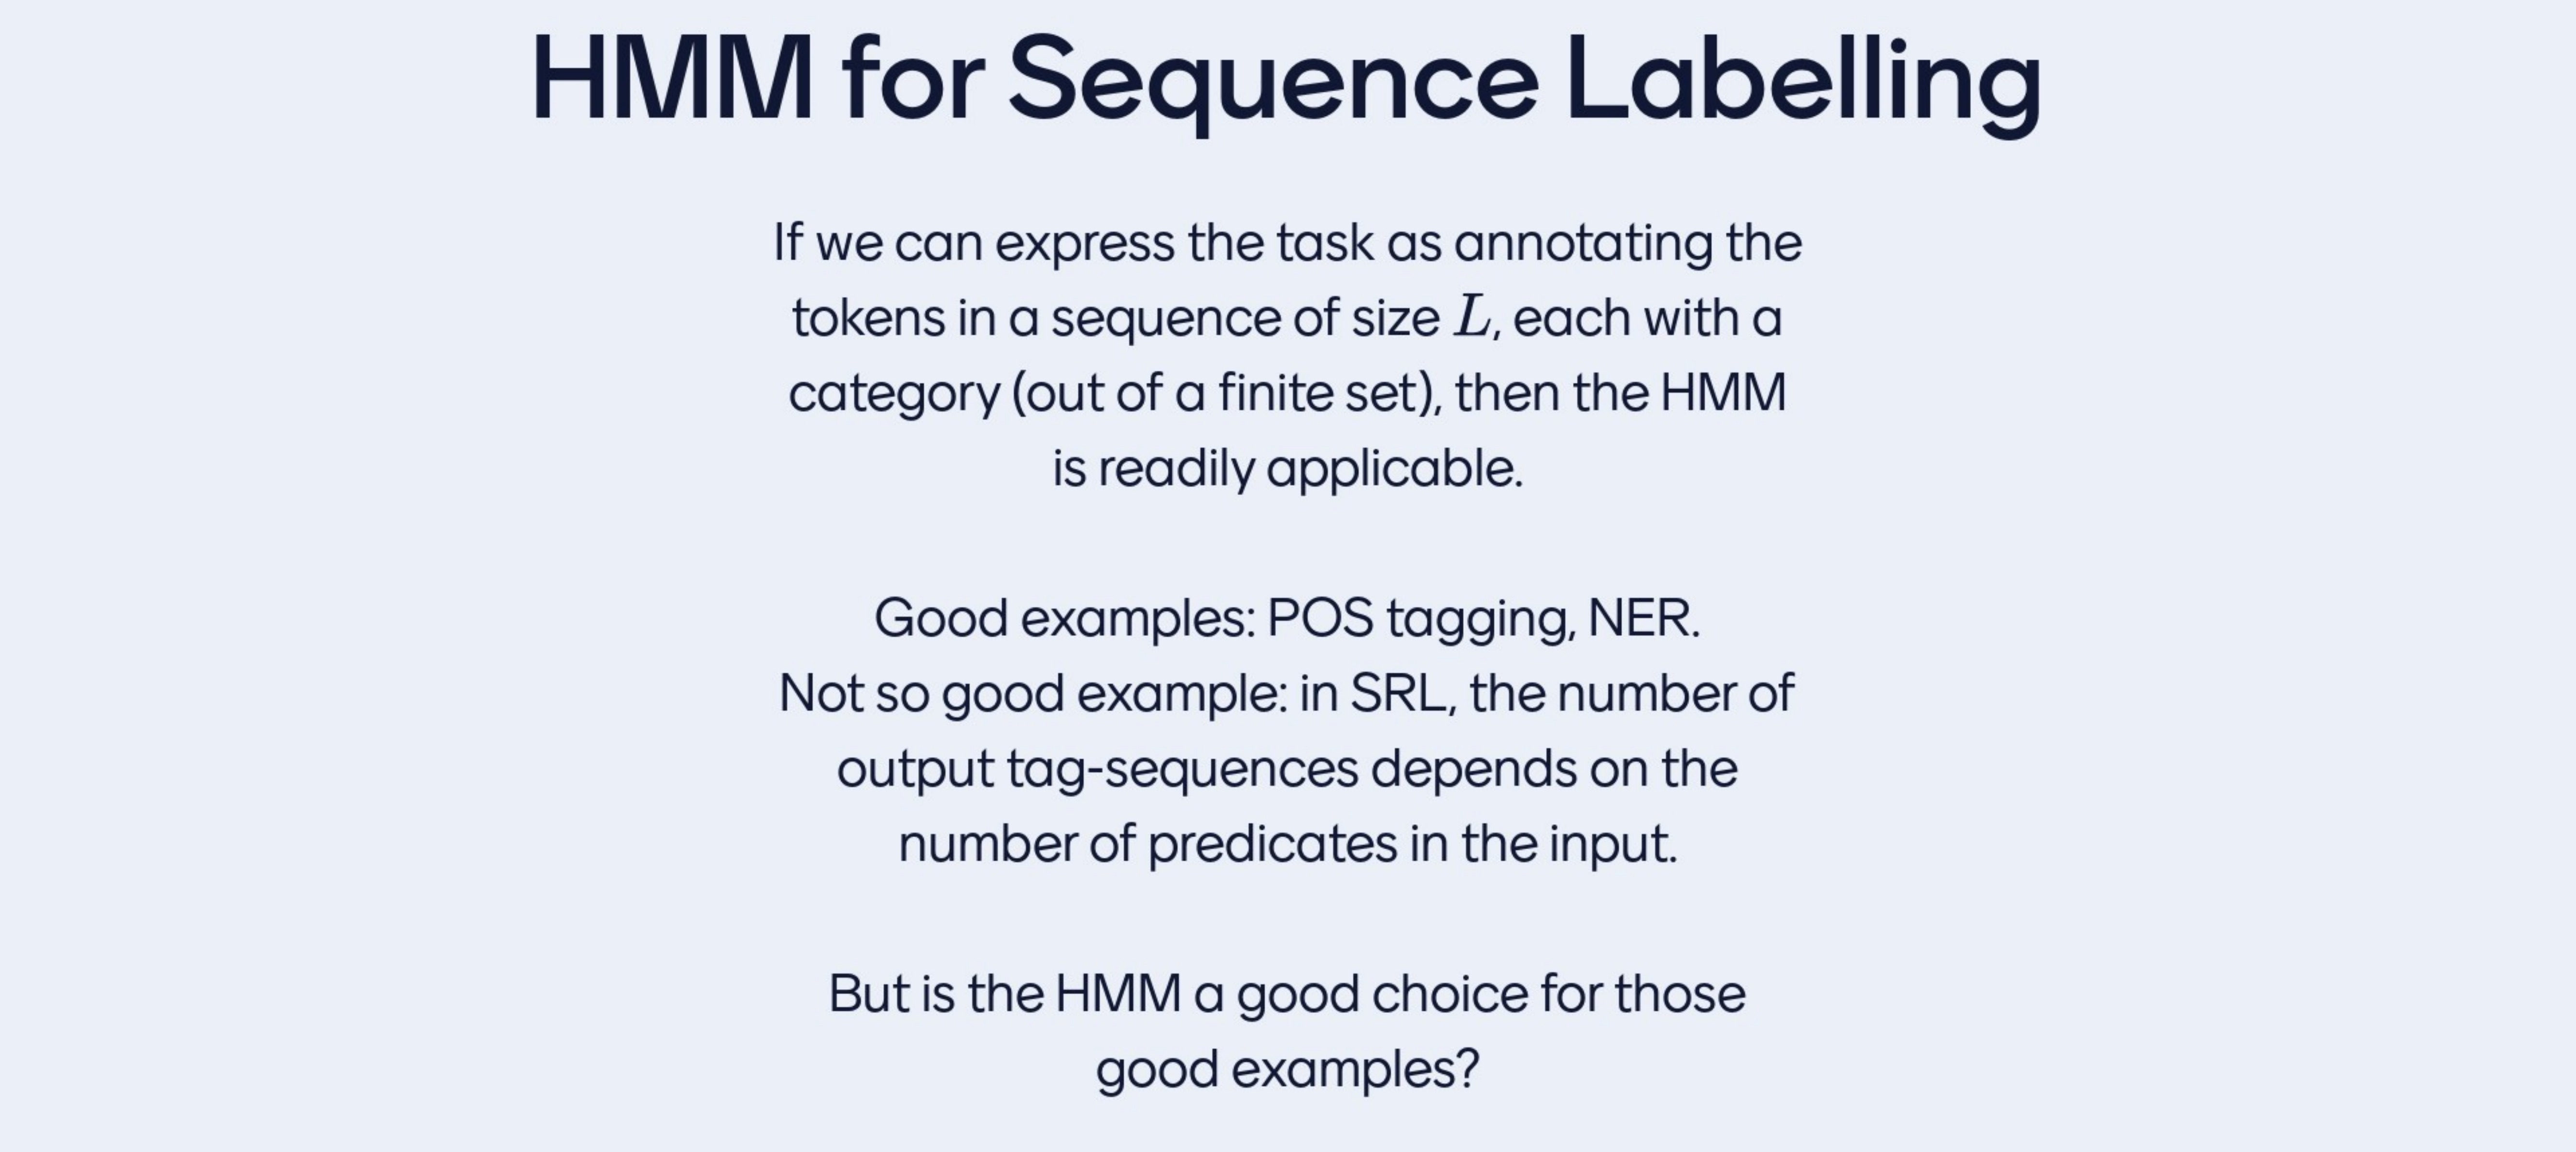 HMM for Sequence Labelling
If we can express the task as annotating the
tokens in a sequence of size L, each with a
category (out of a finite set), then the HMM
is readily applicable.
Good examples: POS tagging, NER.
Not so good example: in SRL, the number of
output tag-sequences depends on the
number of predicates in the input.
But is the HMM a good choice for those
good examples?